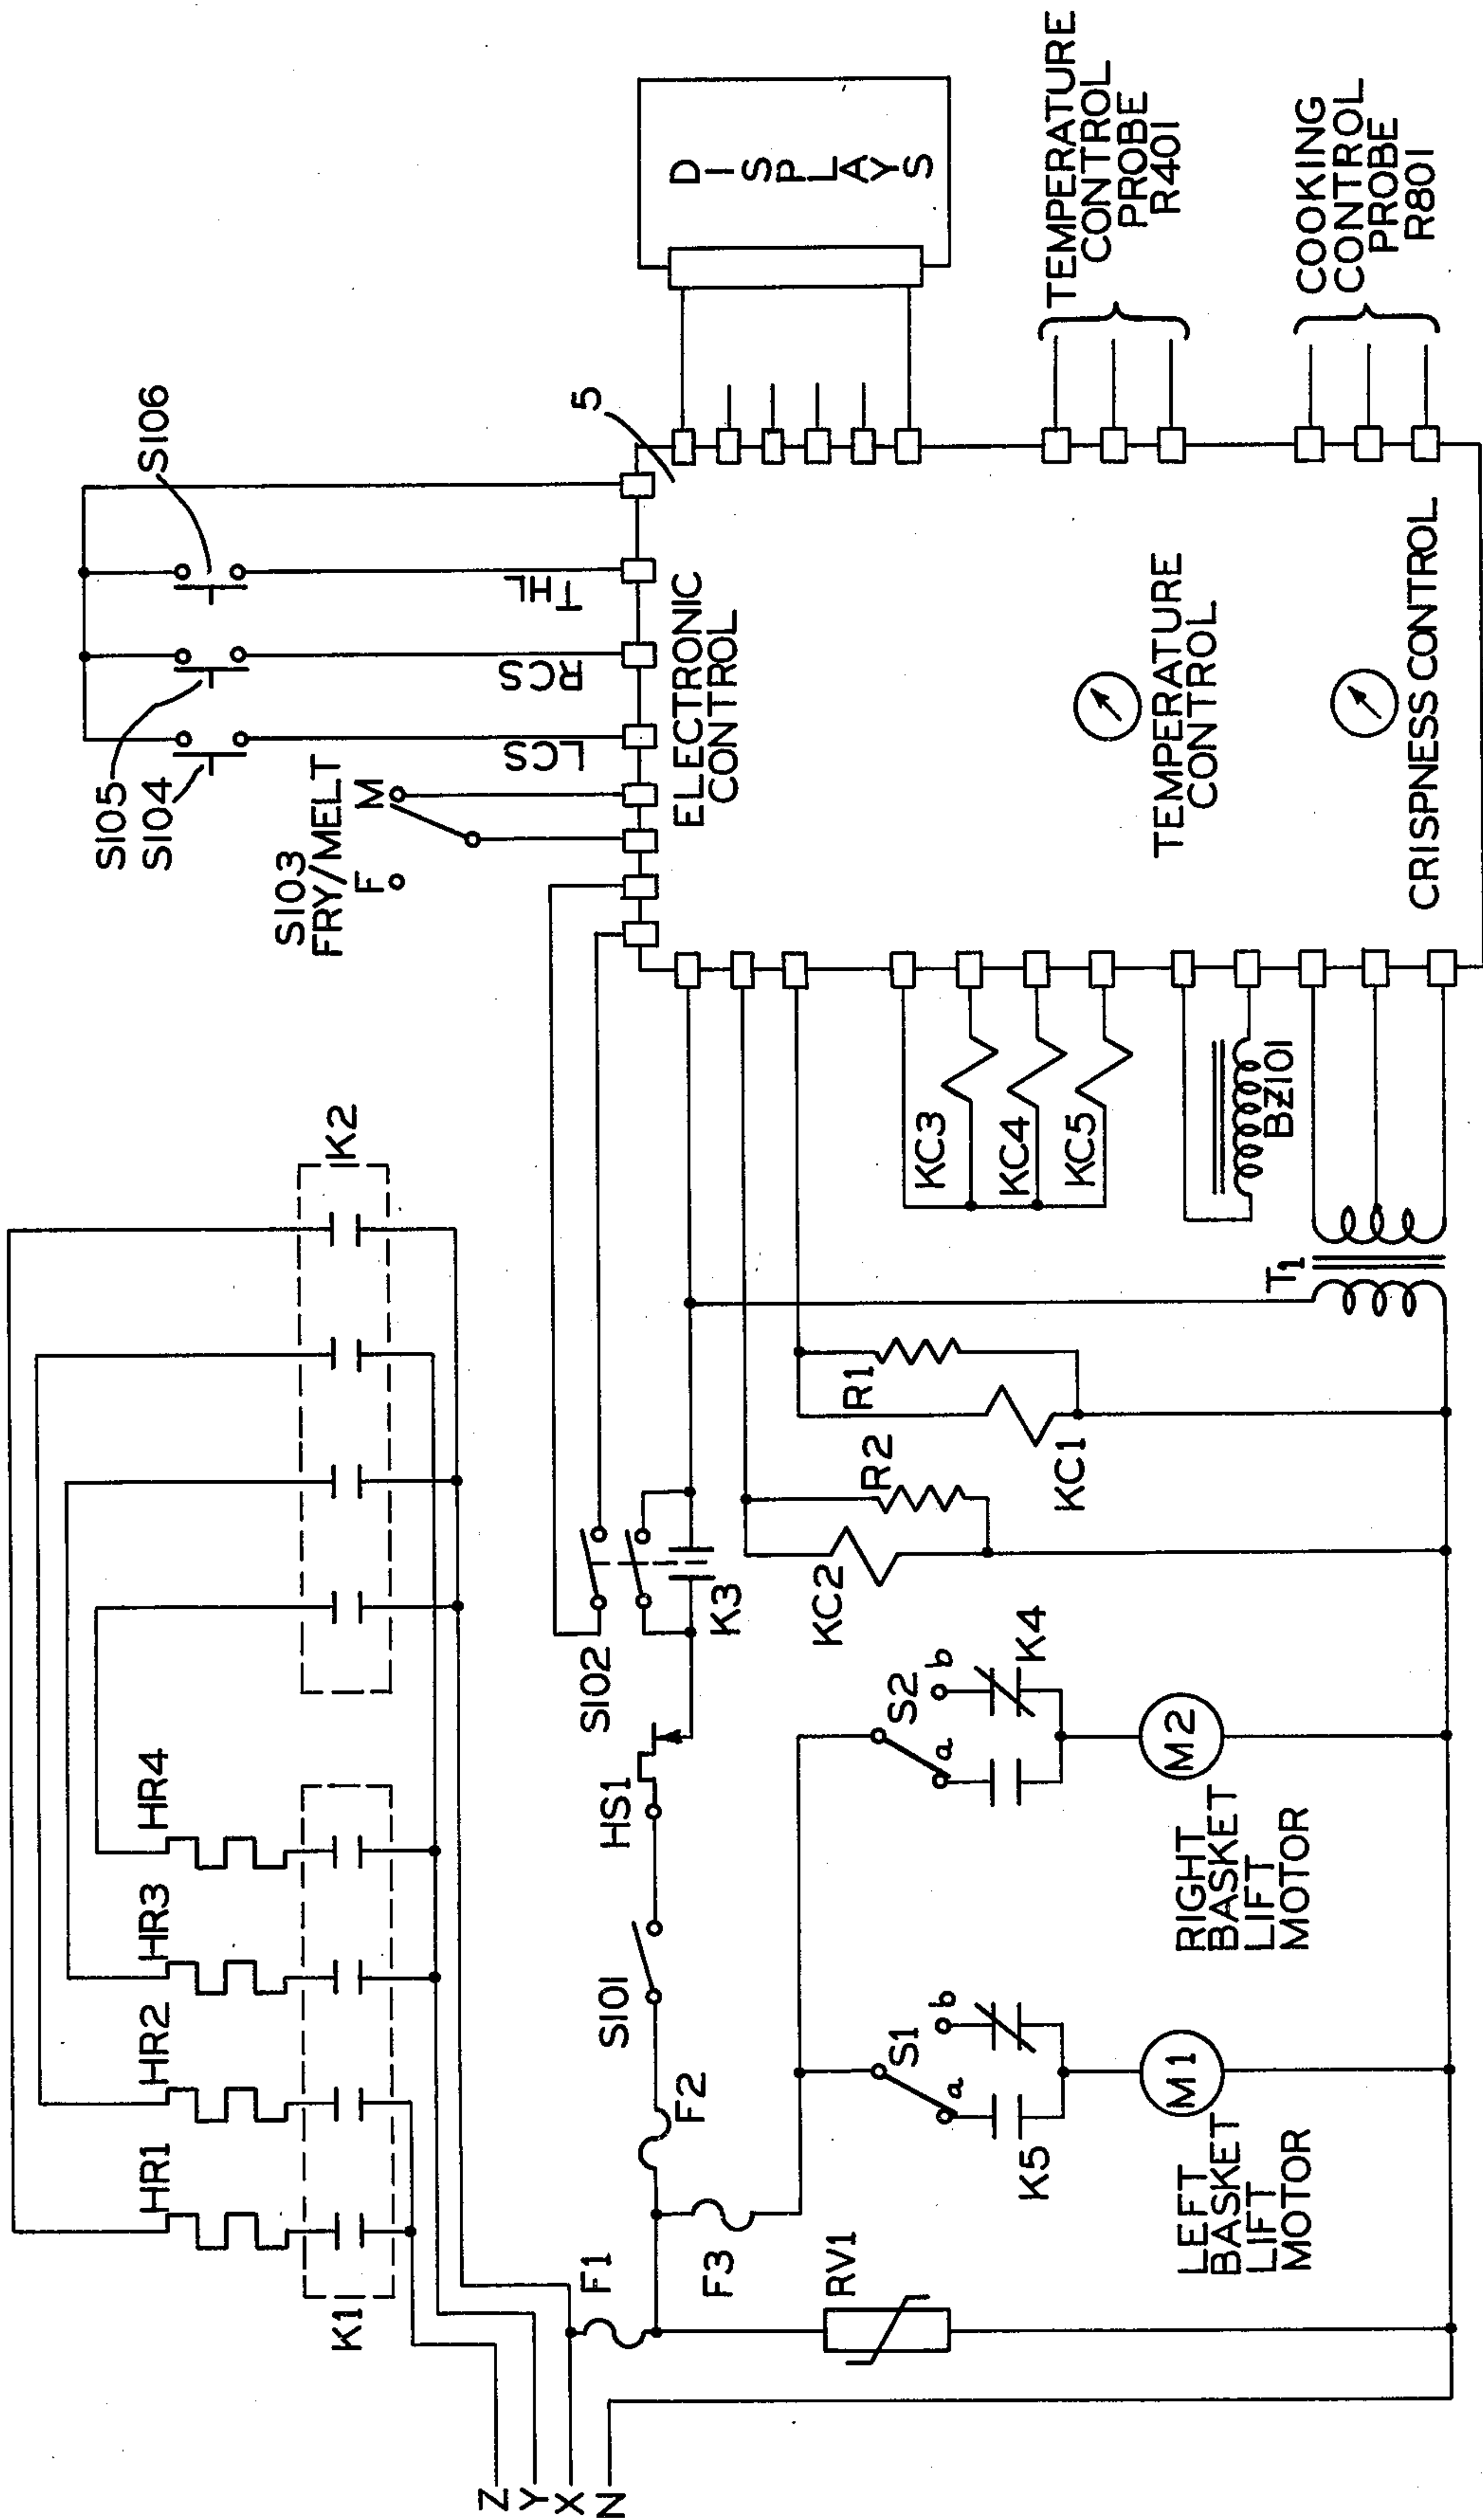 HR1
HR2
HR3
HR4
K1
K2
Z
Y
X
N
F1
F2
F3
RV1
S101
HS1
S102
K3
S103
FRY/MELT
F
M
S104
S105
S106
LCS
RCS
THL
5
ELECTRONIC
CONTROL
DISPLAYS
TEMPERATURE
CONTROL
PROBE
R401
COOKING
CONTROL
PROBE
R801
TEMPERATURE
CONTROL
CRISPNESS CONTROL
KC3
KC4
KC5
BZ101
T1
R1
KC1
R2
KC2
S1
a
b
K5
M1
LEFT
BASKET
LIFT
MOTOR
S2
a
b
K4
M2
RIGHT
BASKET
LIFT
MOTOR